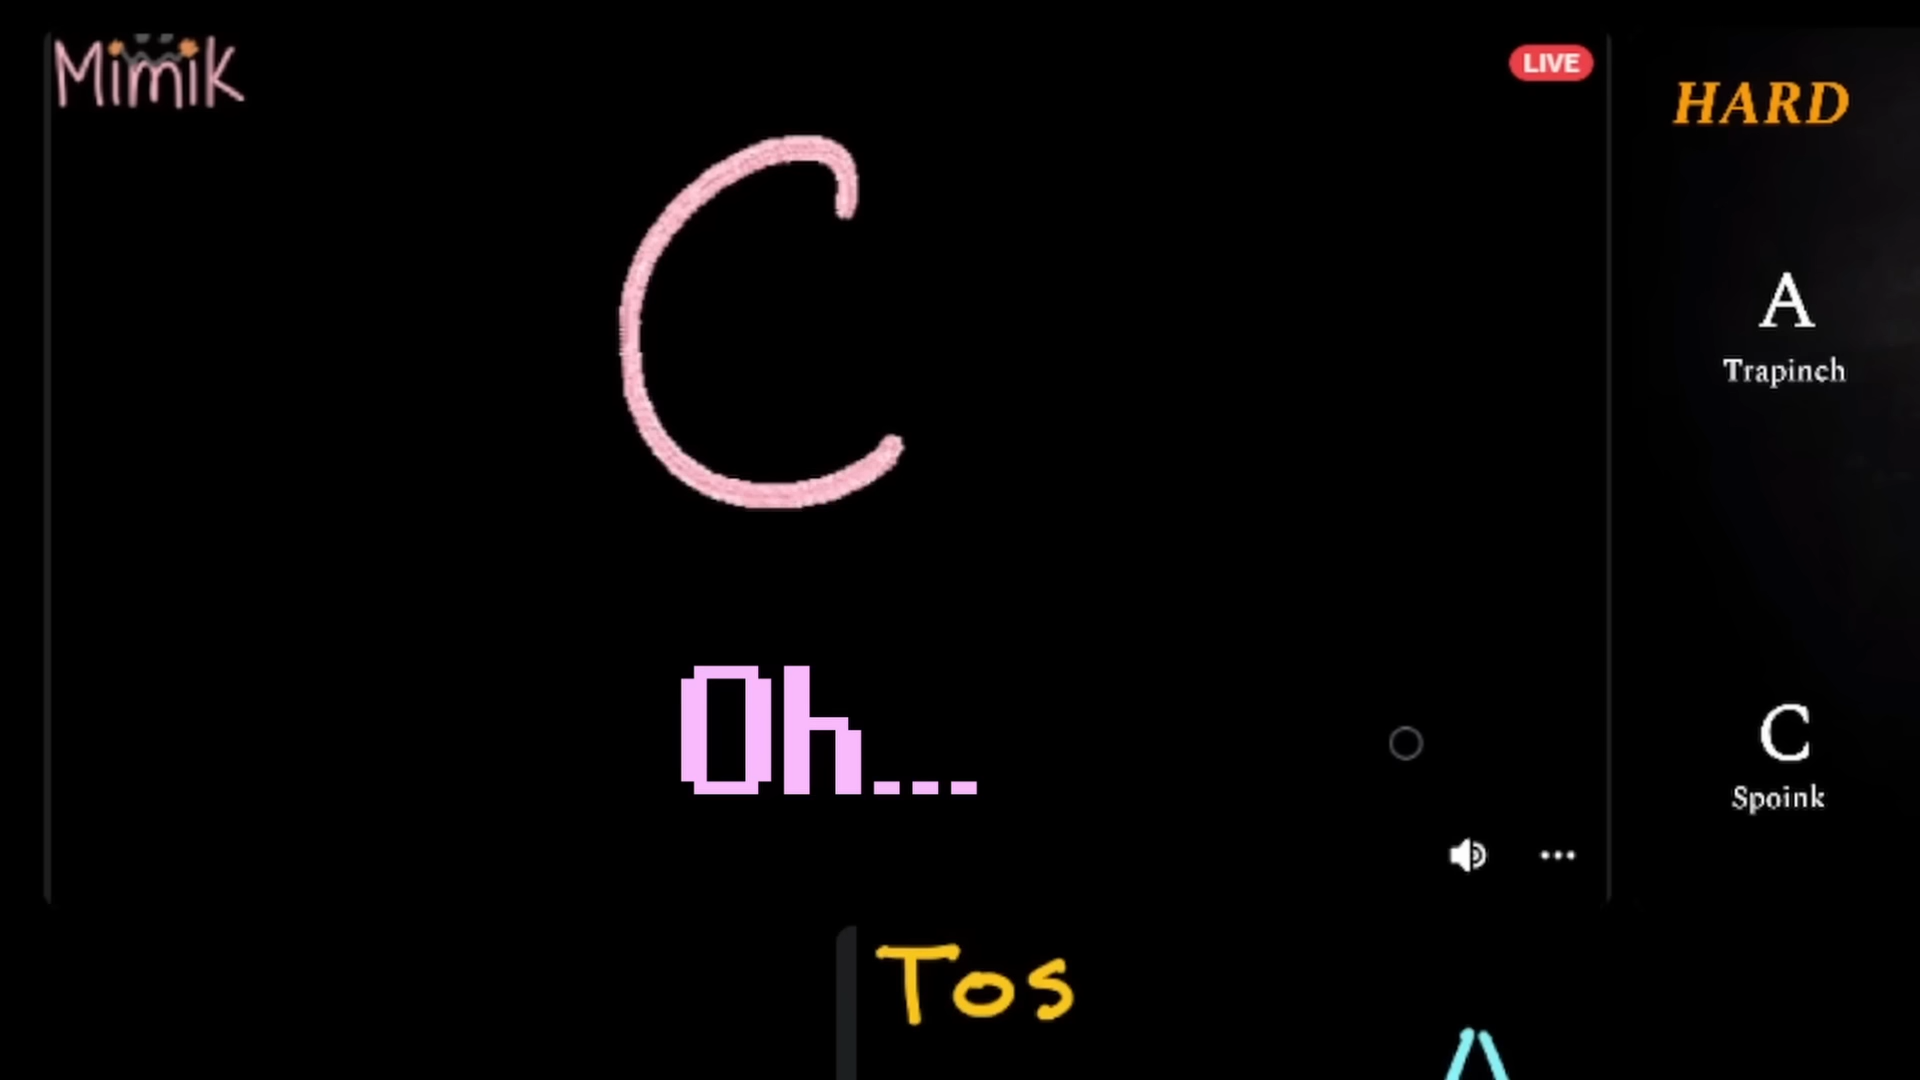 Mimik
LIVE
C
Oh...
HARD
A
Trapinch
C
Spoink
Tos